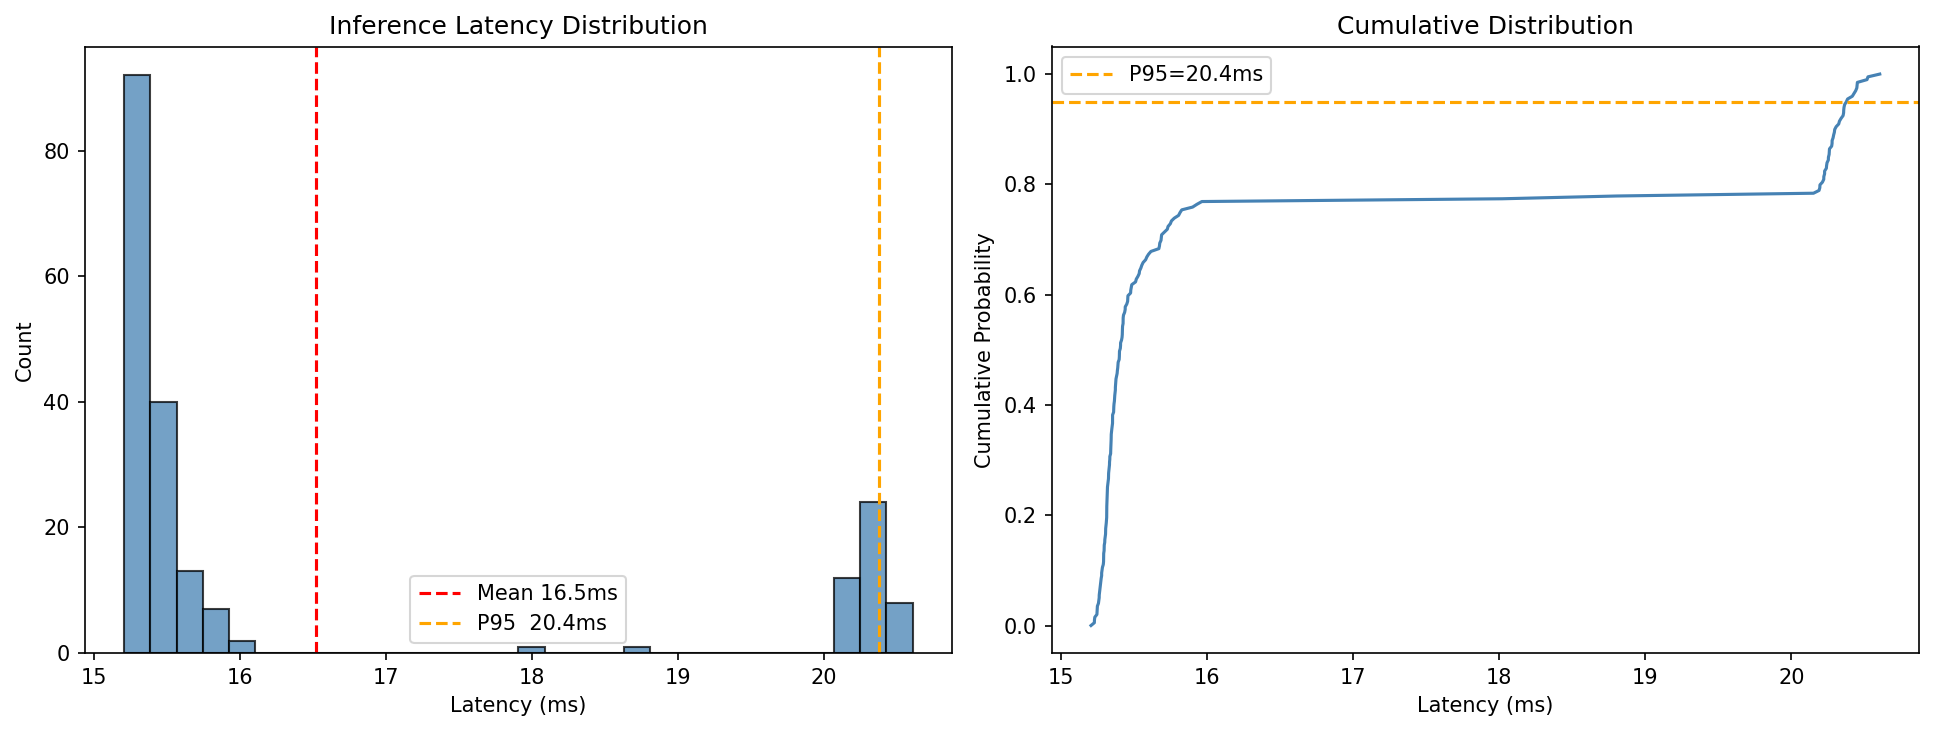 Inference Latency Distribution
Count
80
60
40
20
0
15 16 17 18 19 20
Latency (ms)
Mean 16.5ms
P95 20.4ms
Cumulative Distribution
P95=20.4ms
Cumulative Probability
1.0
0.8
0.6
0.4
0.2
0.0
15 16 17 18 19 20
Latency (ms)